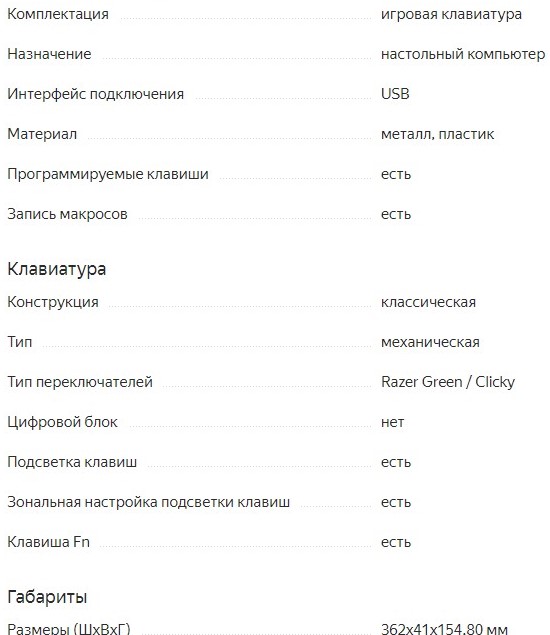 Комплектация игровая клавиатура
Назначение настольный компьютер
Интерфейс подключения USB
Материал металл, пластик
Программируемые клавиши есть
Запись макросов есть
Клавиатура
Конструкция классическая
Тип механическая
Тип переключателей Razer Green / Clicky
Цифровой блок нет
Подсветка клавиш есть
Зональная настройка подсветки клавиш есть
Клавиша Fn есть
Габариты
Размеры (ШxВxГ) 362x41x154.80 мм